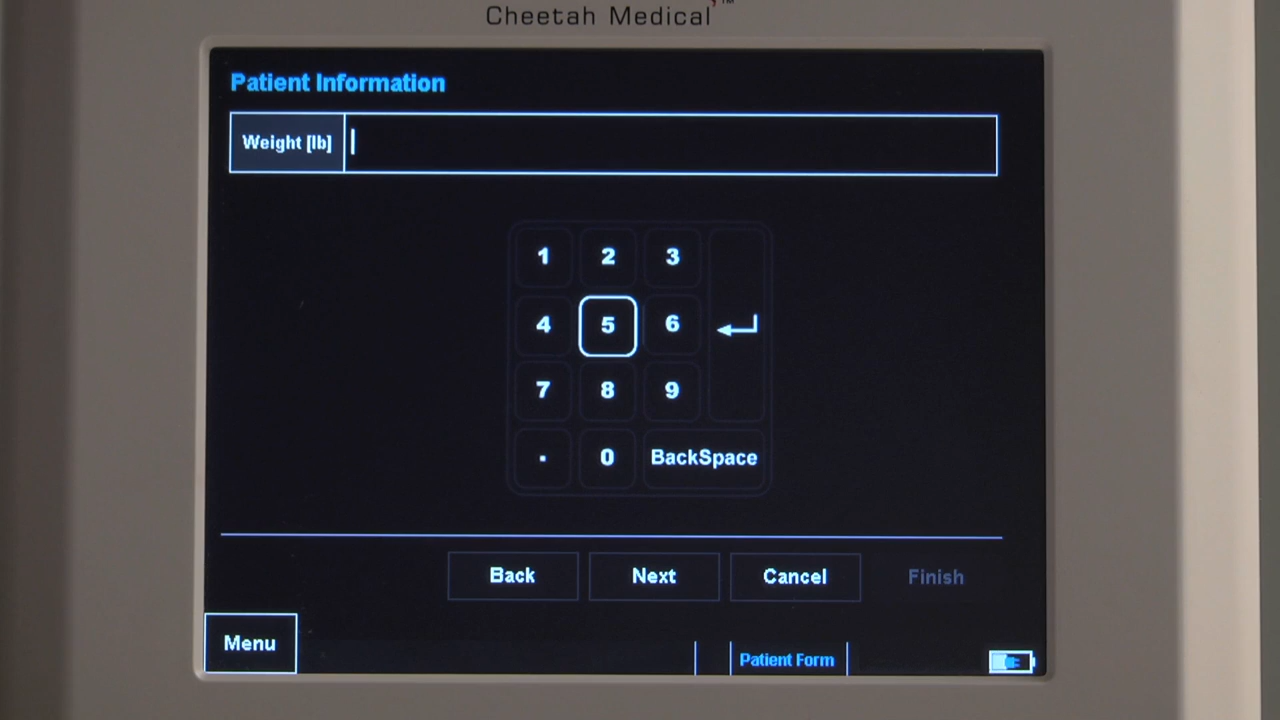 Cheetah Medical™
Patient Information
Weight [lb]
1 2 3
4 5 6
7 8 9
. 0 BackSpace
Back Next Cancel Finish
Menu
Patient Form